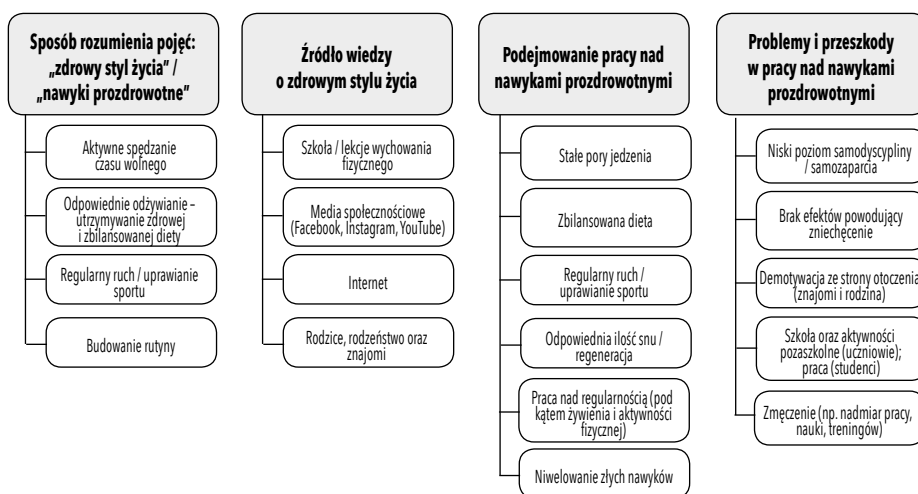 Sposób rozumienia pojęć:
„zdrowy styl życia” /
„nawyki prozdrowotne”
Aktywne spędzanie
czasu wolnego
Odpowiednie odżywianie –
utrzymywanie zdrowej
i zbilansowanej diety
Regularny ruch / uprawianie
sportu
Budowanie rutyny
Źródło wiedzy
o zdrowym stylu życia
Szkoła / lekcje wychowania
fizycznego
Media społecznościowe
(Facebook, Instagram, YouTube)
Internet
Rodzice, rodzeństwo oraz
znajomi
Podejmowanie pracy nad
nawykami prozdrowotnymi
Stałe pory jedzenia
Zbilansowana dieta
Regularny ruch /
uprawianie sportu
Odpowiednia ilość snu /
regeneracja
Praca nad regularnością (pod
kątem żywienia i aktywności
fizycznej)
Niwelowanie złych nawyków
Problemy i przeszkody
w pracy nad nawykami
prozdrowotnymi
Niski poziom samodyscypliny
/ samozaparcia
Brak efektów powodujący
zniechęcenie
Demotywacja ze strony otoczenia
(znajomi i rodzina)
Szkoła oraz aktywności
pozaszkolne (uczniowie);
praca (studenci)
Zmęczenie (np. nadmiar pracy,
nauki, treningów)